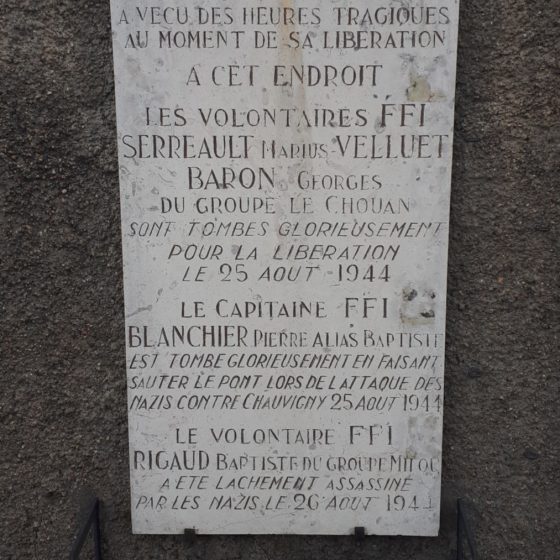 A VECU DES HEURES TRAGIQUES
AU MOMENT DE SA LIBERATION
A CET ENDROIT
LES VOLONTAIRES FFI
SERREAULT MARIUS-VELLUET
BARON GEORGES
DU GROUPE LE CHOUAN
SONT TOMBES GLORIEUSEMENT
POUR LA LIBERATION
LE 25 AOUT 1944
LE CAPITAINE FFI
BLANCHIER PIERRE ALIAS BAPTISTE
EST TOMBE GLORIEUSEMENT EN FAISANT
SAUTER LE PONT LORS DE L'ATTAQUE DES
NAZIS CONTRE CHAUVIGNY 25 AOUT 1944
LE VOLONTAIRE FFI
RIGAUD BAPTISTE DU GROUPE MILOU
A ETE LACHEMENT ASSASSINE
PAR LES NAZIS LE 26 AOUT 1944